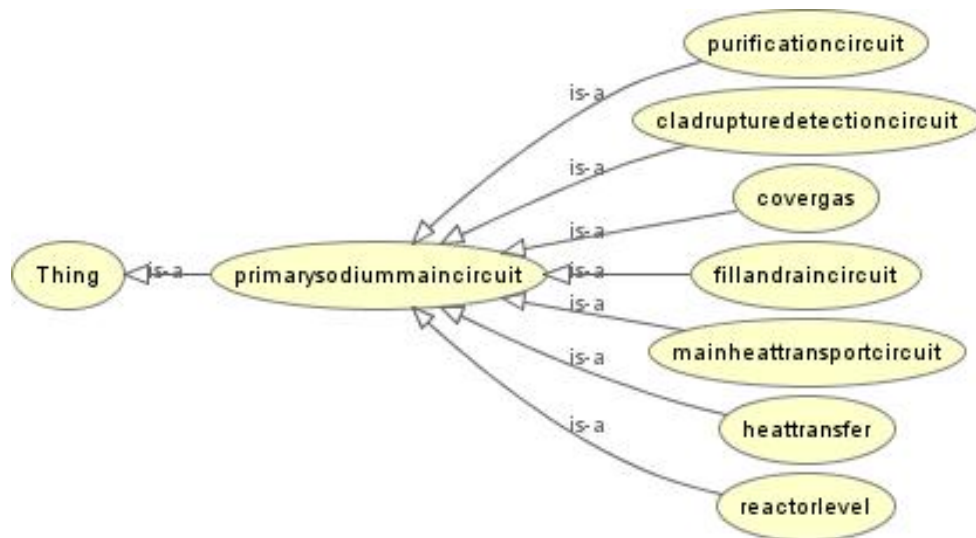 purificationcircuit
is-a
cladrupturedetectioncircuit
is-a
covergas
is-a
Thing
is-a
primarysodiummaincircuit
is-a
fillandraincircuit
is-a
mainheattransportcircuit
is-a
heattransfer
is-a
reactorlevel